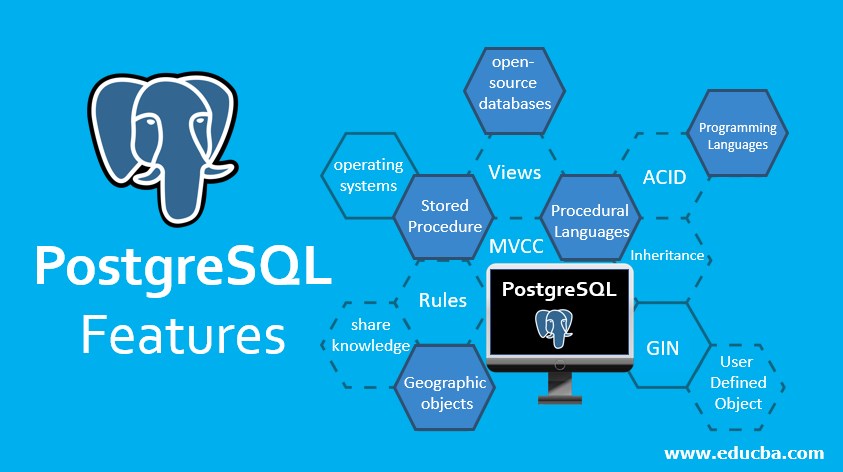 PostgreSQL
Features
open-
source
databases
Programming
Languages
operating
systems
Views
ACID
Stored
Procedure
Procedural
Languages
MVCC
Inheritance
PostgreSQL
Rules
share
knowledge
GIN
Geographic
objects
User
Defined
Object
www.educba.com